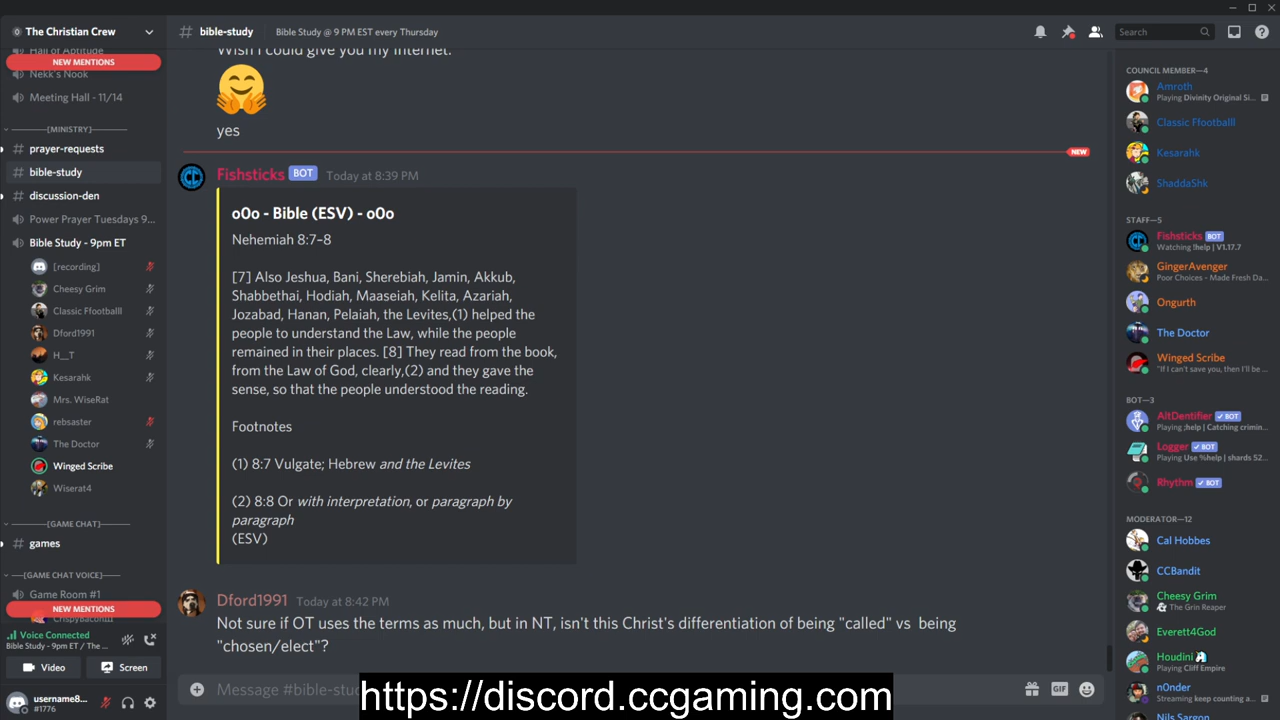 The Christian Crew
Hall of Aptitude
NEW MENTIONS
Nekk's Nook
Meeting Hall - 11/14
———[MINISTRY]———
# prayer-requests
# bible-study
# discussion-den
Power Prayer Tuesdays 9...
Bible Study - 9pm ET
[recording]
Cheesy Grim
Classic Ffootballl
Dford1991
H__T
Kesarahk
Mrs. WiseRat
rebsaster
The Doctor
Winged Scribe
Wiserat4
———[GAME CHAT]———
# games
———[GAME CHAT VOICE]——
Game Room #1
NEW MENTIONS
Voice Connected
Bible Study - 9pm ET / The ...
Video
Screen
username8...
#1776
# bible-study
Bible Study @ 9 PM EST every Thursday
Wish I could give you my internet.
yes
NEW
Fishsticks BOT Today at 8:39 PM
oOo - Bible (ESV) - oOo
Nehemiah 8:7–8
[7] Also Jeshua, Bani, Sherebiah, Jamin, Akkub,
Shabbethai, Hodiah, Maaseiah, Kelita, Azariah,
Jozabad, Hanan, Pelaiah, the Levites,(1) helped the
people to understand the Law, while the people
remained in their places. [8] They read from the book,
from the Law of God, clearly,(2) and they gave the
sense, so that the people understood the reading.
Footnotes
(1) 8:7 Vulgate; Hebrew and the Levites
(2) 8:8 Or with interpretation, or paragraph by
paragraph
(ESV)
Dford1991 Today at 8:42 PM
Not sure if OT uses the terms as much, but in NT, isn't this Christ's differentiation of being "called" vs being
"chosen/elect"?
Message #bible-stud
GIF
https://discord.ccgaming.com
Search
COUNCIL MEMBER—4
Amroth
Playing Divinity Original Si...
Classic Ffootballl
Kesarahk
ShaddaShk
STAFF—5
Fishsticks BOT
Watching !help | V1.17.7
GingerAvenger
Poor Choices - Made Fresh Da...
Ongurth
The Doctor
Winged Scribe
"If I can't save you, then I'll be ...
BOT—3
AltDentifier BOT
Playing ;help | Catching crimin...
Logger BOT
Playing Use %help | shards 52...
Rhythm BOT
MODERATOR—12
Cal Hobbes
CCBandit
Cheesy Grim
The Grin Reaper
Everett4God
Houdini
Playing Cliff Empire
n0nder
Streaming keep counting a...
Nils Sargon